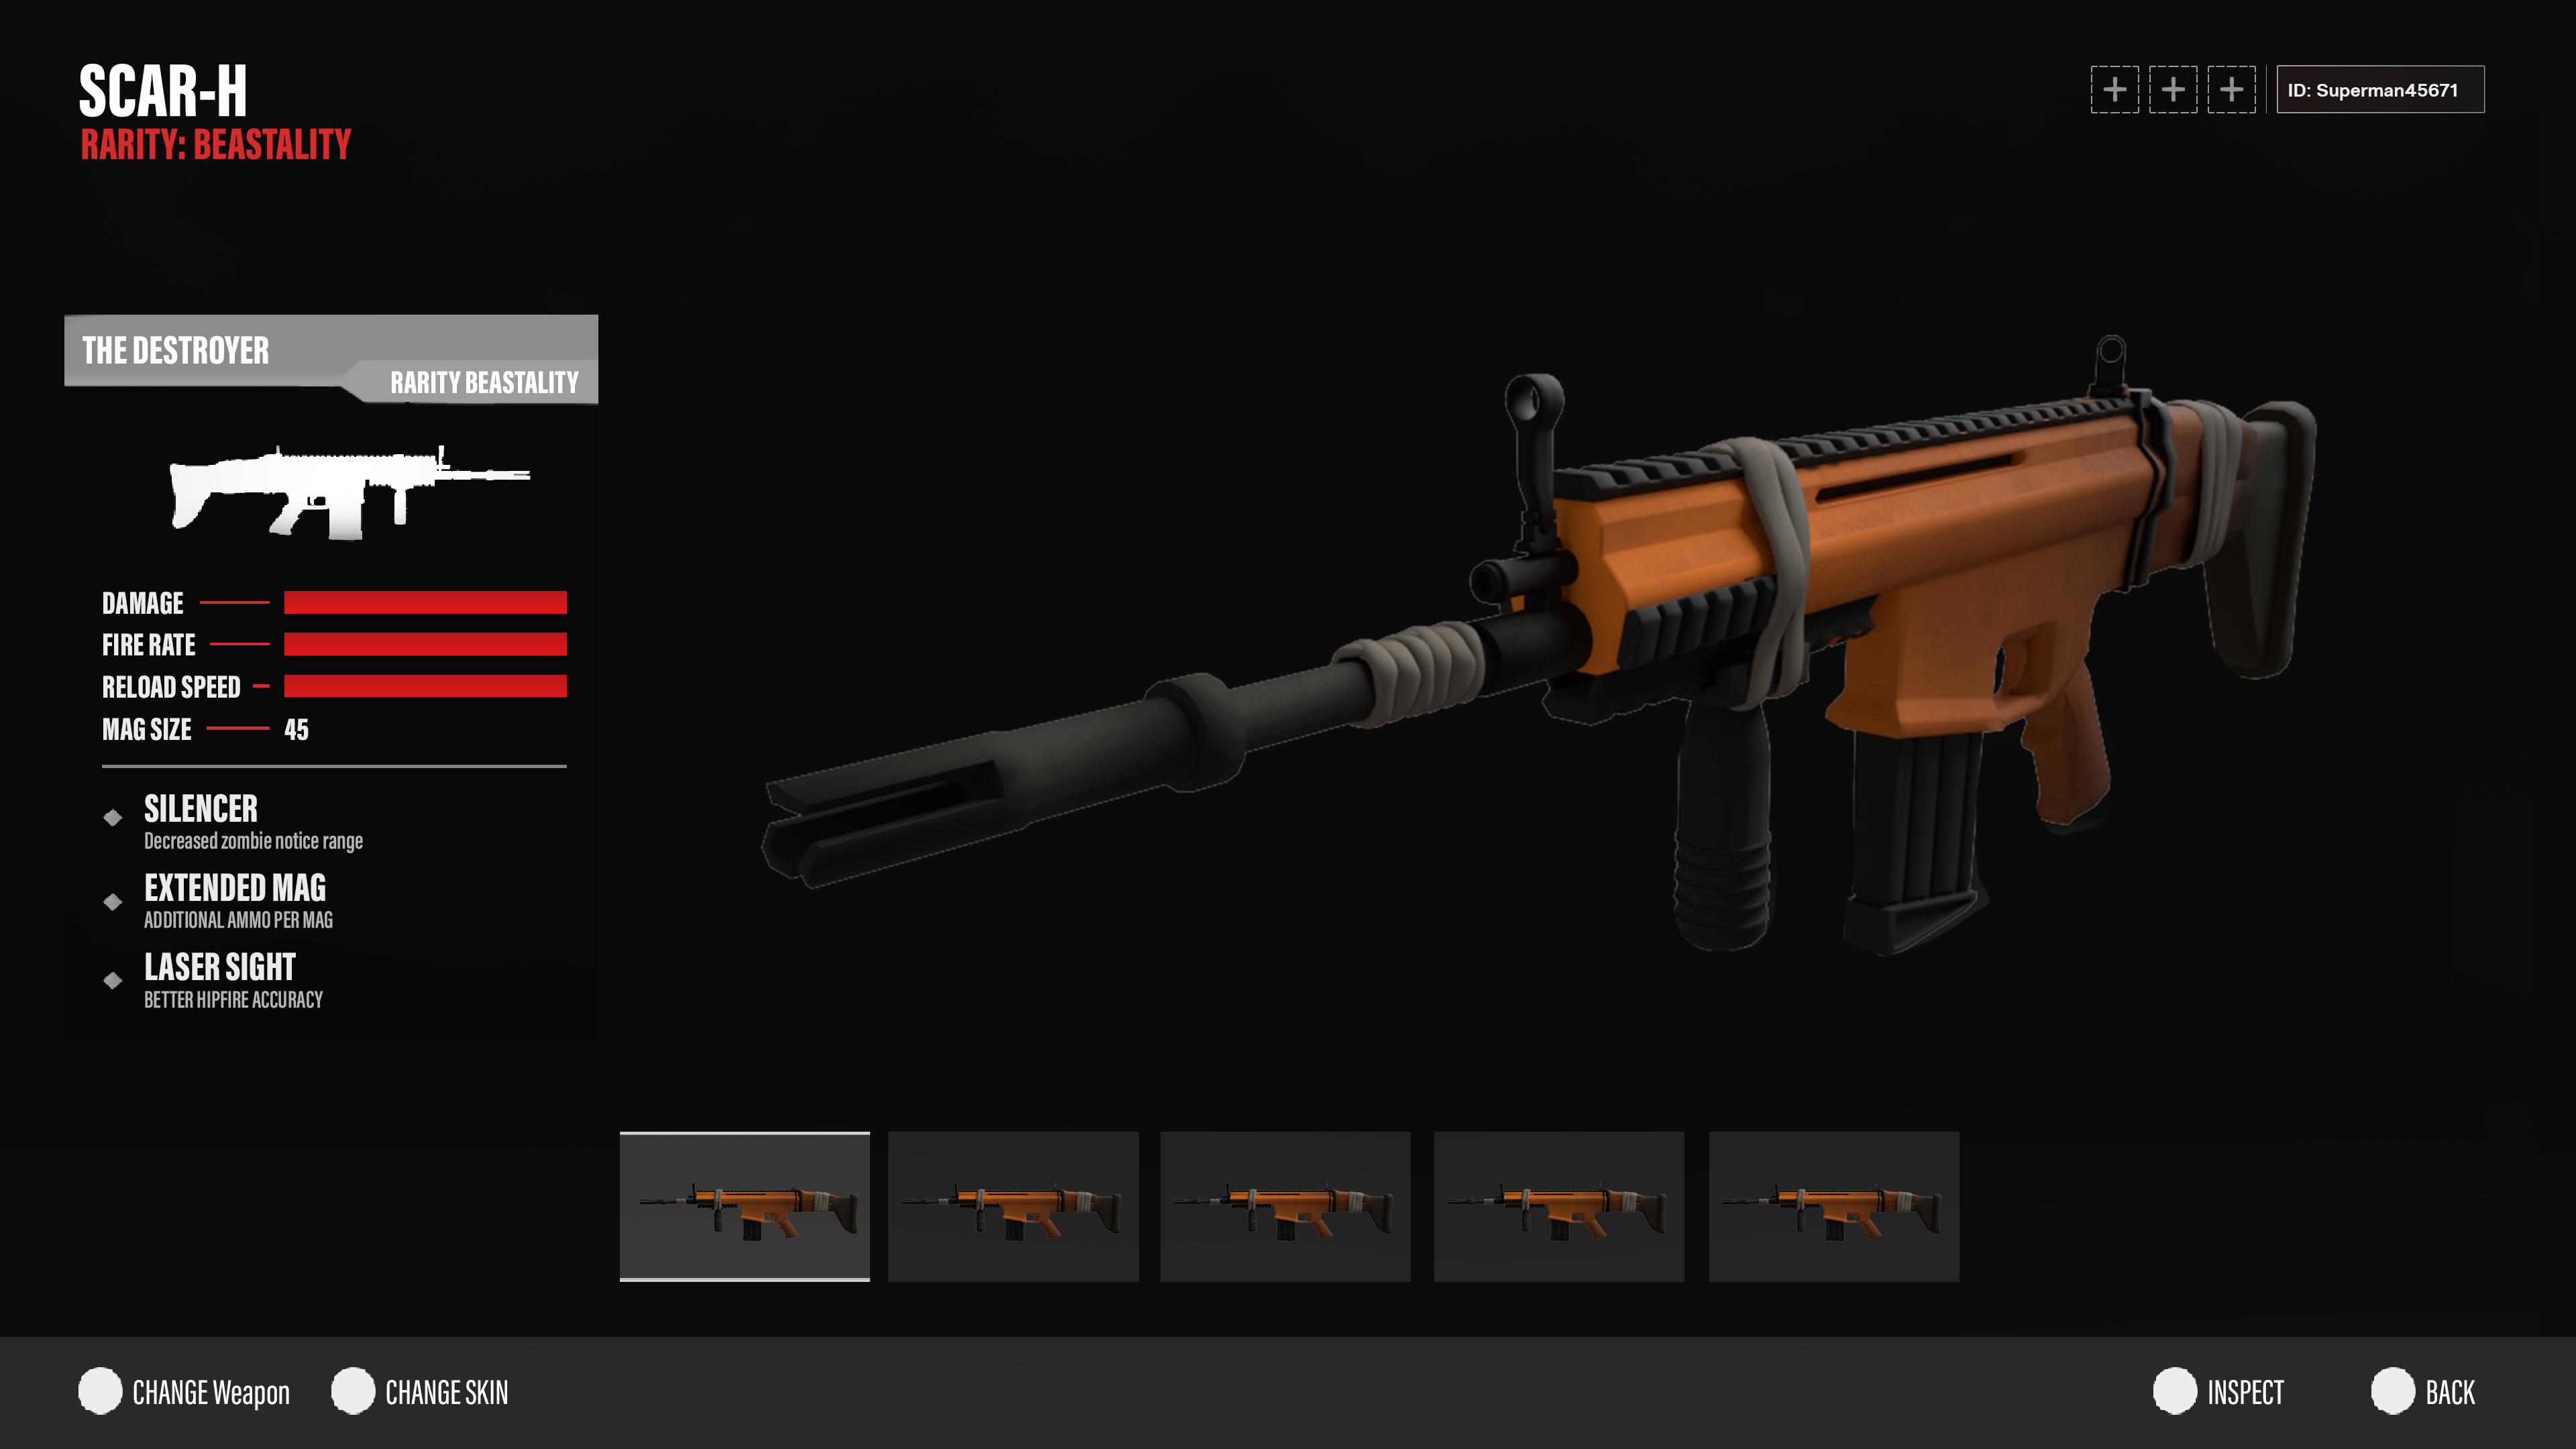 SCAR-H
RARITY: BEASTALITY
ID: Superman45671
THE DESTROYER
RARITY BEASTALITY
DAMAGE
FIRE RATE
RELOAD SPEED
MAG SIZE 45
SILENCER
Decreased zombie notice range
EXTENDED MAG
ADDITIONAL AMMO PER MAG
LASER SIGHT
BETTER HIPFIRE ACCURACY
CHANGE Weapon
CHANGE SKIN
INSPECT
BACK